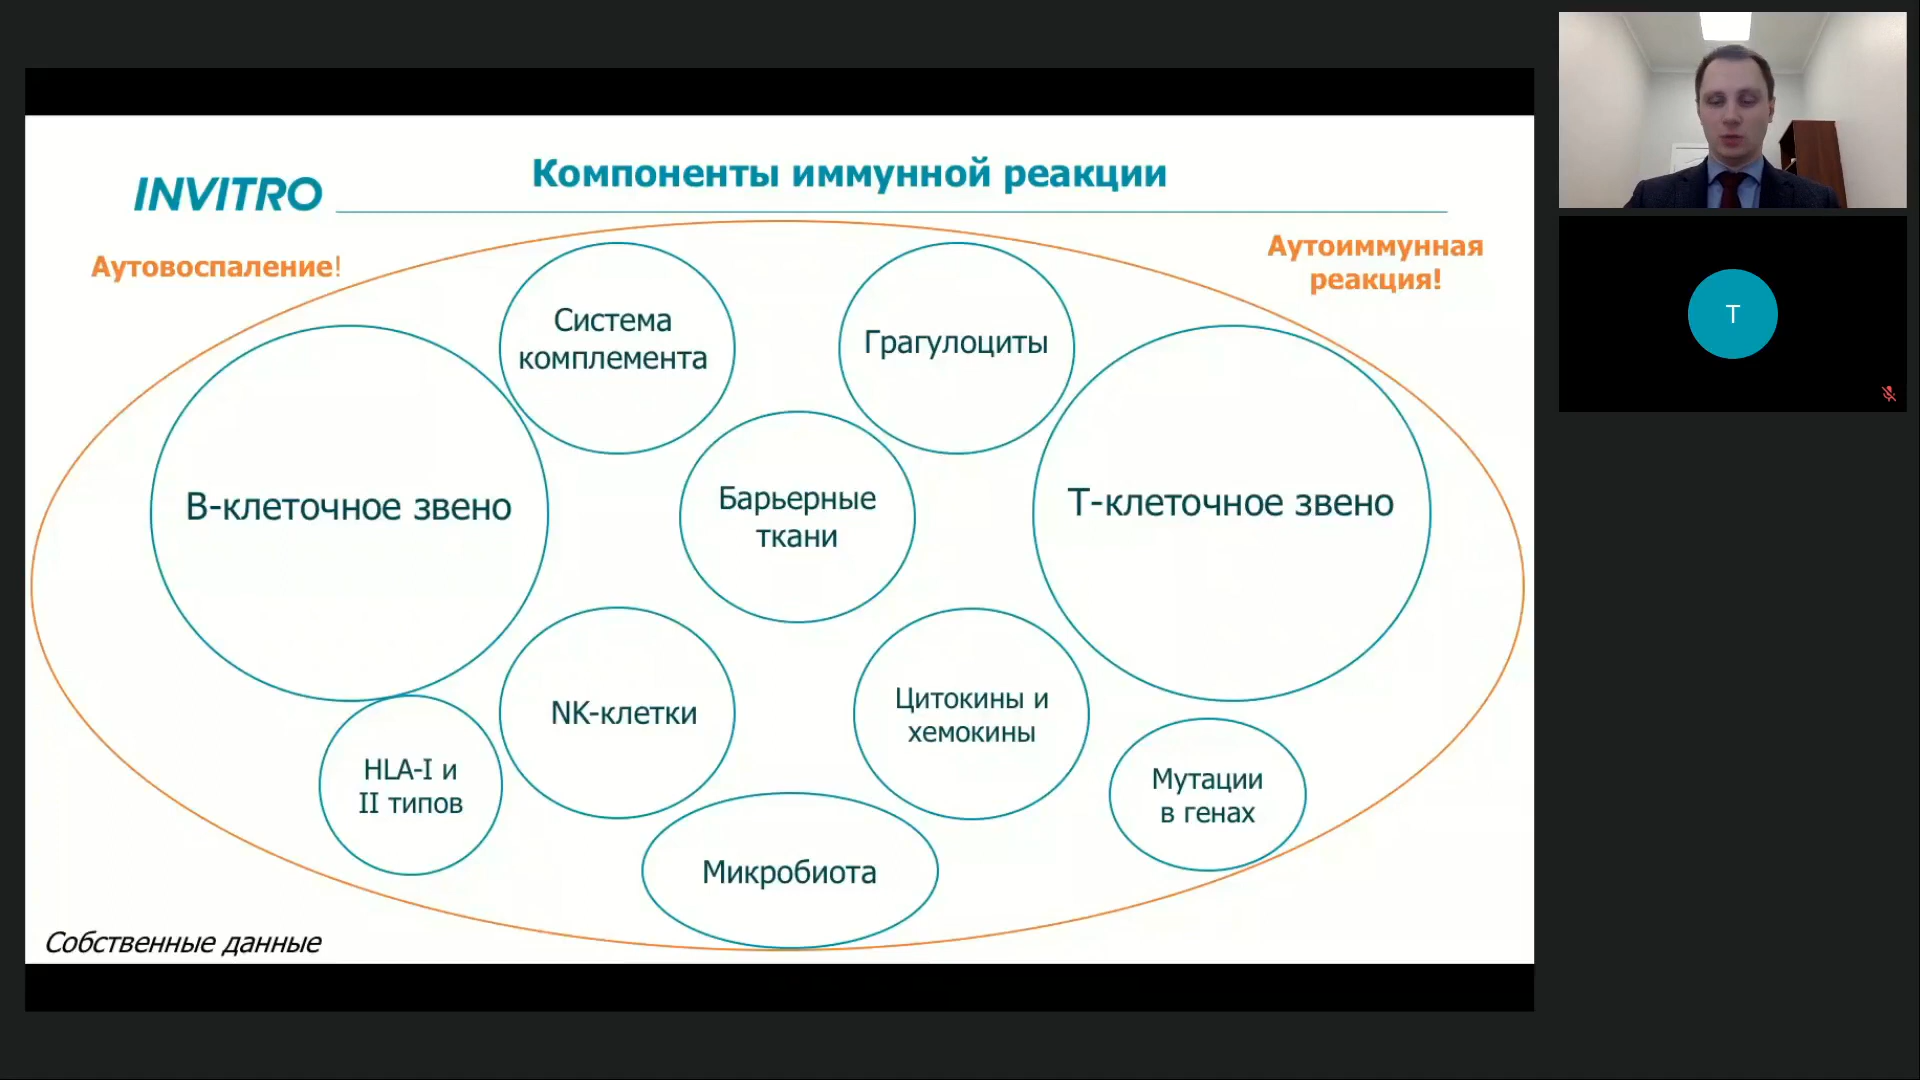 INVITRO
Компоненты иммунной реакции
Аутовоспаление!
Аутоиммунная
реакция!
Система
комплемента
Грагулоциты
В-клеточное звено
Барьерные
ткани
Т-клеточное звено
NK-клетки
Цитокины и
хемокины
HLA-I и
II типов
Мутации
в генах
Микробиота
Собственные данные
T